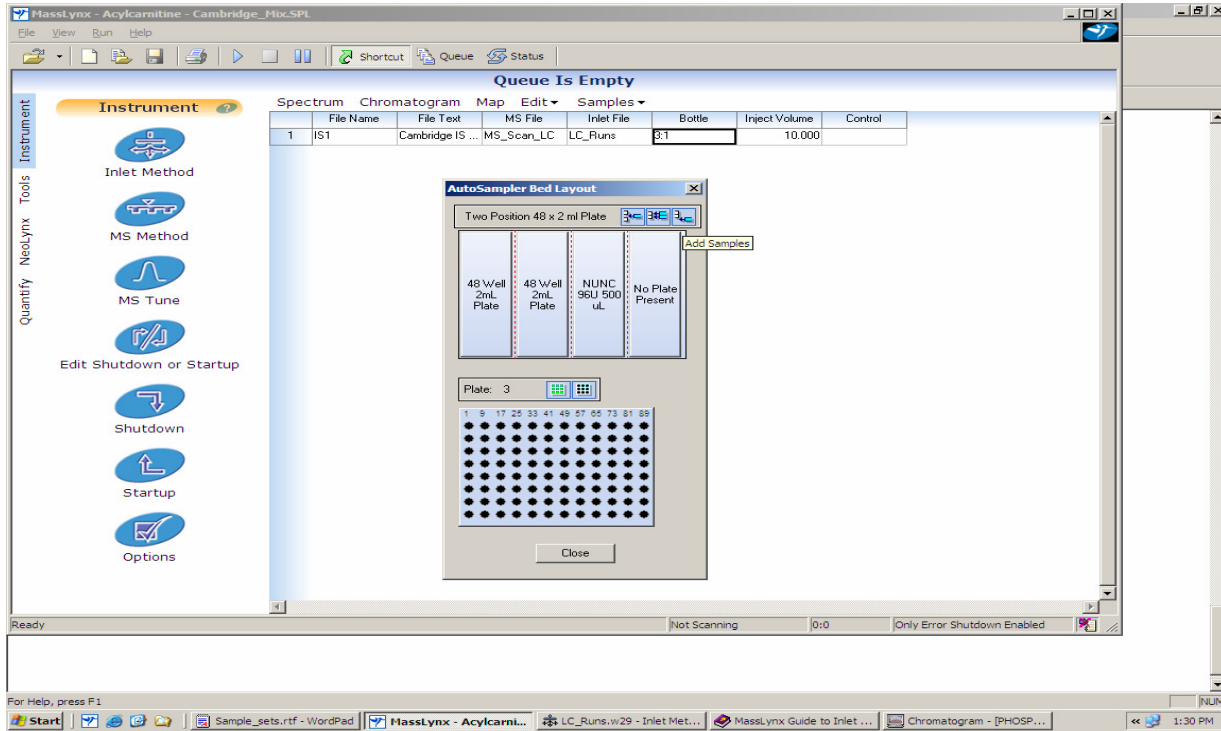 MassLynx - Acylcarnitine - Cambridge_Mix.SPL
File View Run Help
Shortcut Queue Status
Queue Is Empty
Instrument
Tools
NeoLynx
Quantify
Instrument
Inlet Method
MS Method
MS Tune
Edit Shutdown or Startup
Shutdown
Startup
Options
Spectrum Chromatogram Map Edit Samples
File Name File Text MS File Inlet File Bottle Inject Volume Control
1 IS1 Cambridge IS ... MS_Scan_LC LC_Runs 3:1 10.000
AutoSampler Bed Layout
Two Position 48 x 2 ml Plate
Add Samples
48 Well 2mL Plate
48 Well 2mL Plate
NUNC 96U 500 uL
No Plate Present
Plate: 3
1 9 17 25 33 41 49 57 65 73 81 89
Close
Ready Not Scanning 0:0 Only Error Shutdown Enabled
For Help, press F1 NUM
Start Sample_sets.rtf - WordPad MassLynx - Acylcarni... LC_Runs.w29 - Inlet Met... MassLynx Guide to Inlet ... Chromatogram - [PHOSP... 1:30 PM